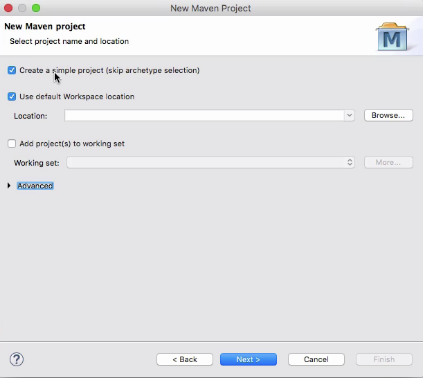 New Maven Project
New Maven project
Select project name and location
M
Create a simple project (skip archetype selection)
Use default Workspace location
Location:
Browse...
Add project(s) to working set
Working set:
More...
Advanced
?
< Back
Next >
Cancel
Finish